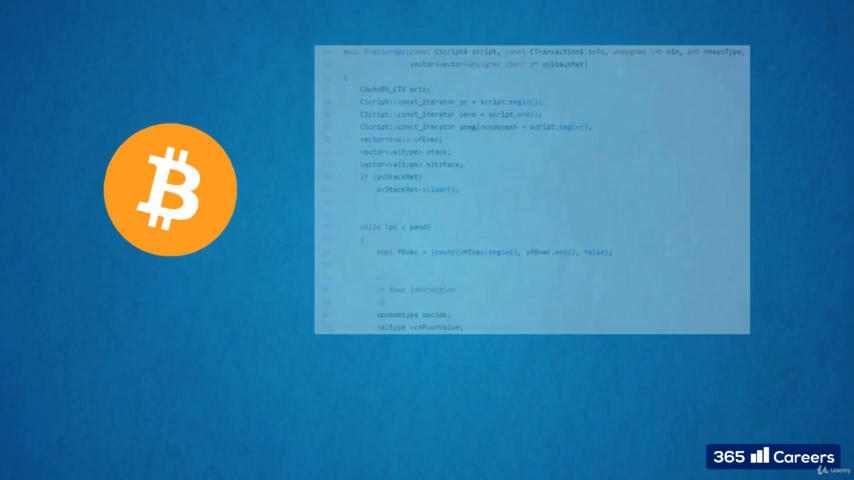 bool EvalScript(const CScript& script, const CTransaction& txTo, unsigned int nIn, int nHashType,
vector<vector<unsigned char> >* pvStackRet)
{
CAutoBN_CTX pctx;
CScript::const_iterator pc = script.begin();
CScript::const_iterator pend = script.end();
CScript::const_iterator pbegincodehash = script.begin();
vector<bool> vfExec;
vector<valtype> stack;
vector<valtype> altstack;
if (pvStackRet)
pvStackRet->clear();
while (pc < pend)
{
bool fExec = !count(vfExec.begin(), vfExec.end(), false);
//
// Read instruction
//
opcodetype opcode;
valtype vchPushValue;
365 Careers
Udemy